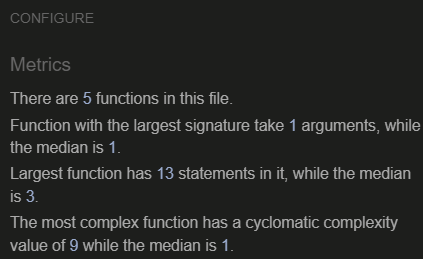 CONFIGURE
Metrics
There are 5 functions in this file.
Function with the largest signature take 1 arguments, while
the median is 1.
Largest function has 13 statements in it, while the median
is 3.
The most complex function has a cyclomatic complexity
value of 9 while the median is 1.